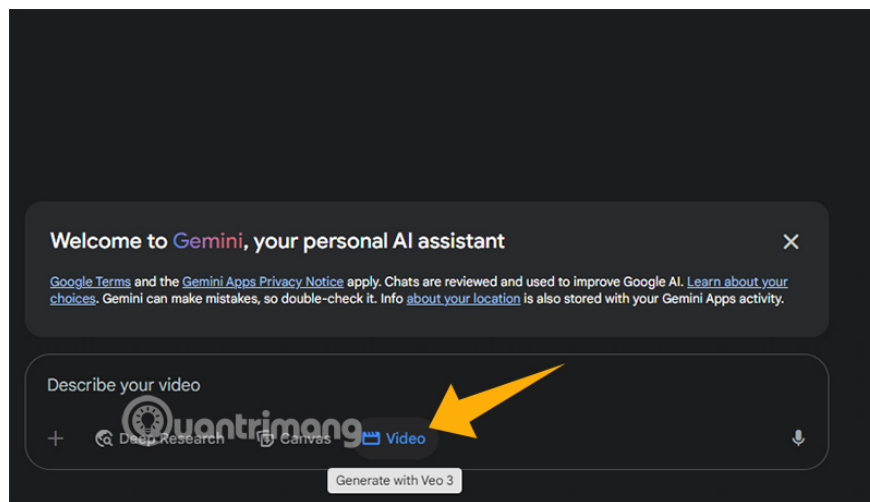 Welcome to Gemini, your personal AI assistant
Google Terms and the Gemini Apps Privacy Notice apply. Chats are reviewed and used to improve Google AI. Learn about your
choices. Gemini can make mistakes, so double-check it. Info about your location is also stored with your Gemini Apps activity.
Describe your video
Quantrimang
Deep Research Canvas Video
Generate with Veo 3